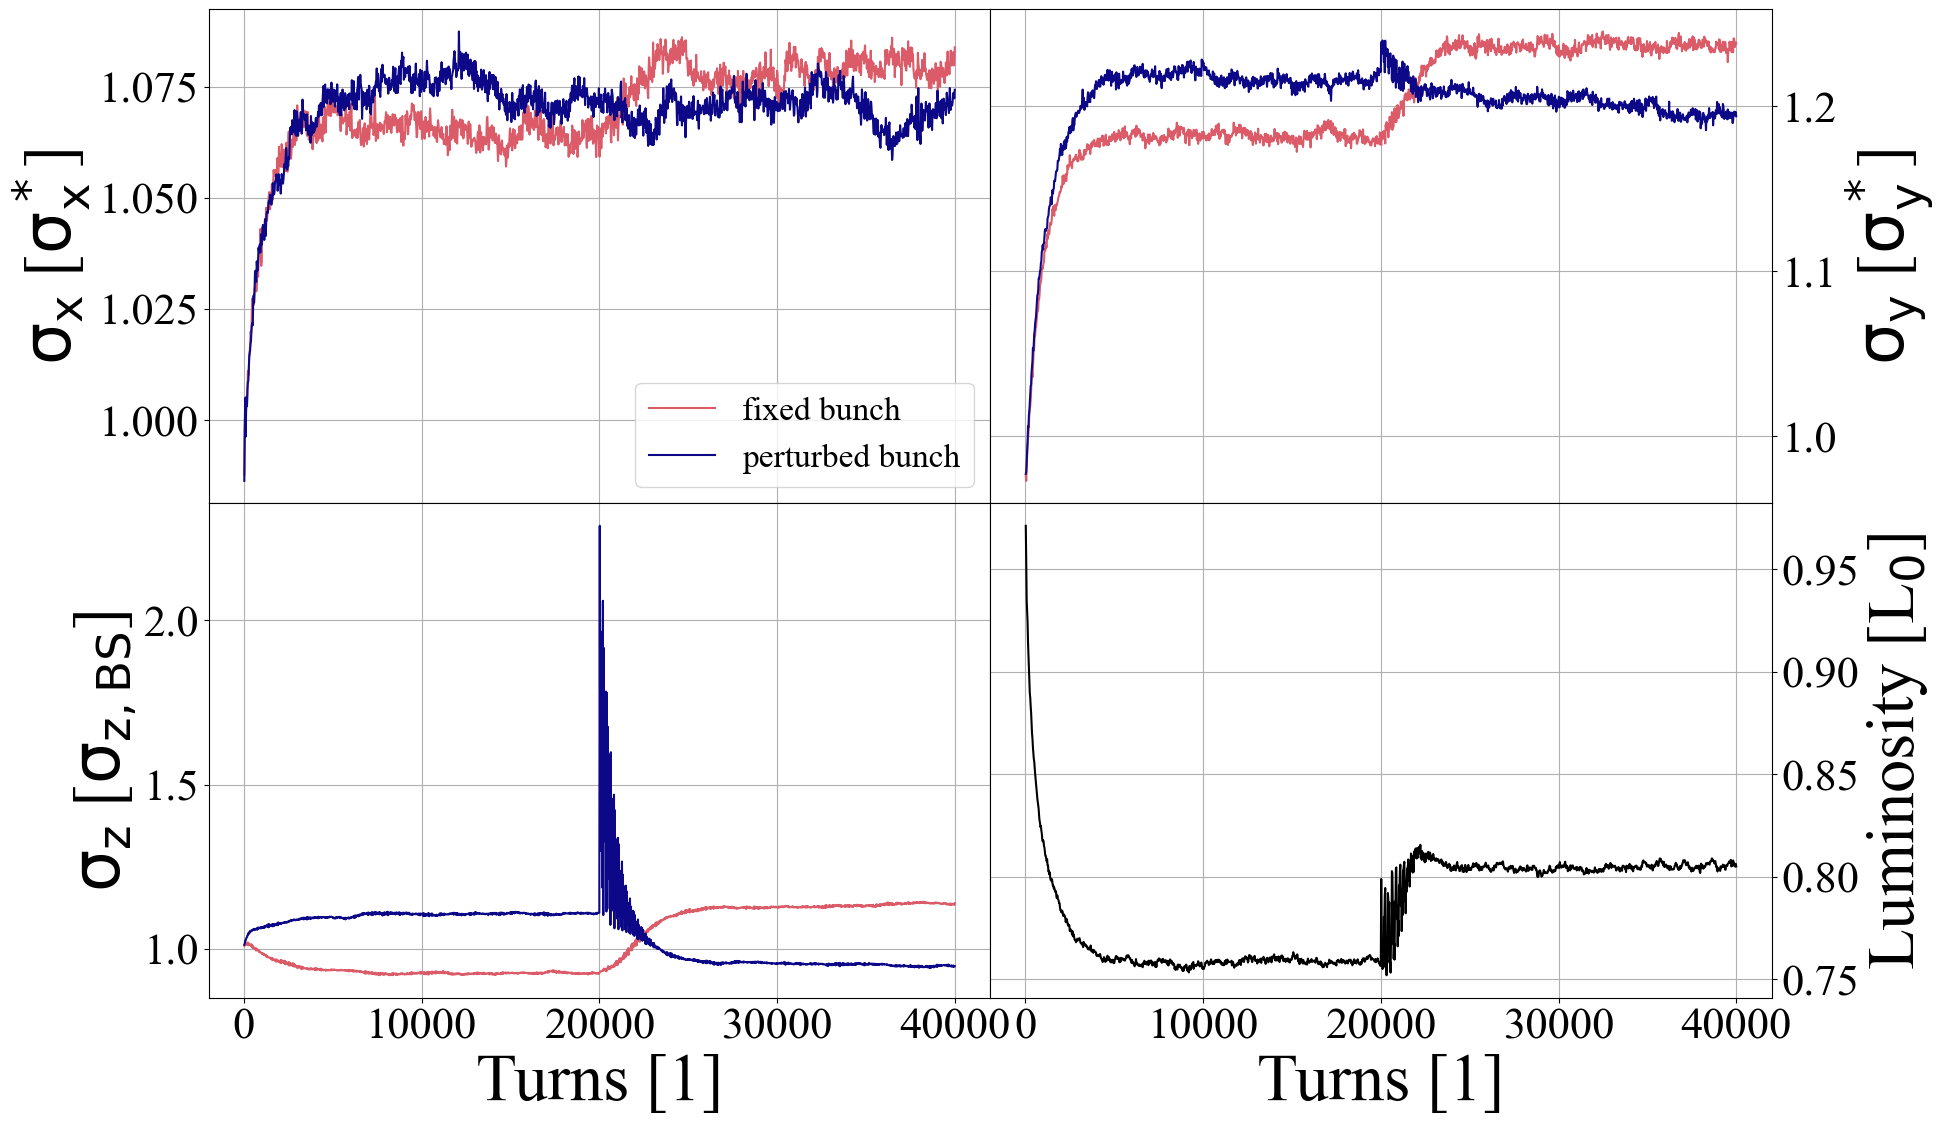 σx [σx*]
1.075
1.050
1.025
1.000
fixed bunch
perturbed bunch
1.2
1.1
1.0
σy [σy*]
σz [σz, BS]
2.0
1.5
1.0
0.95
0.90
0.85
0.80
0.75
Luminosity [L0]
0 10000 20000 30000 40000
0 10000 20000 30000 40000
Turns [1]
Turns [1]